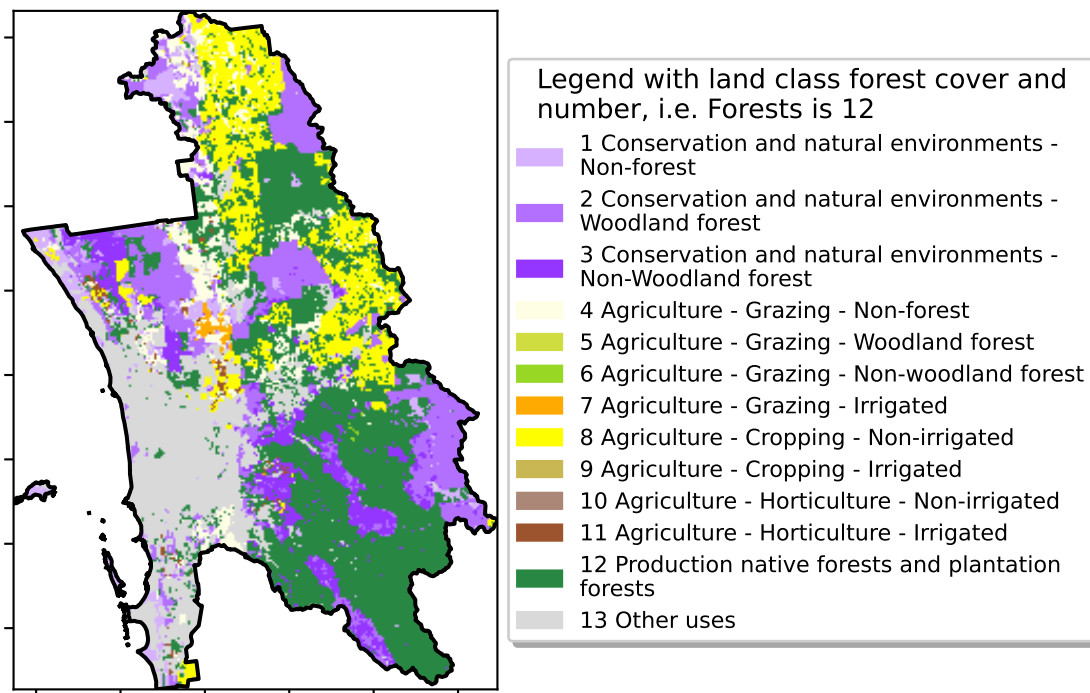 Legend with land class forest cover and
number, i.e. Forests is 12
1 Conservation and natural environments -
Non-forest
2 Conservation and natural environments -
Woodland forest
3 Conservation and natural environments -
Non-Woodland forest
4 Agriculture - Grazing - Non-forest
5 Agriculture - Grazing - Woodland forest
6 Agriculture - Grazing - Non-woodland forest
7 Agriculture - Grazing - Irrigated
8 Agriculture - Cropping - Non-irrigated
9 Agriculture - Cropping - Irrigated
10 Agriculture - Horticulture - Non-irrigated
11 Agriculture - Horticulture - Irrigated
12 Production native forests and plantation
forests
13 Other uses